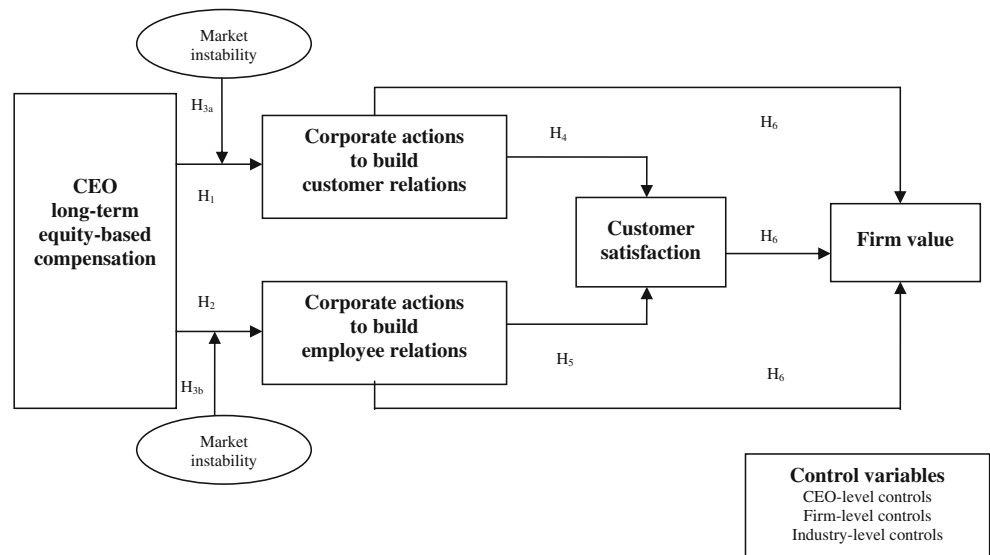 Market
instability
H3a
CEO
long-term
equity-based
compensation
H1
Corporate actions
to build
customer relations
H4
H6
Customer
satisfaction
H6
Firm value
H2
Corporate actions
to build
employee relations
H5
H6
H3b
Market
instability
Control variables
CEO-level controls
Firm-level controls
Industry-level controls